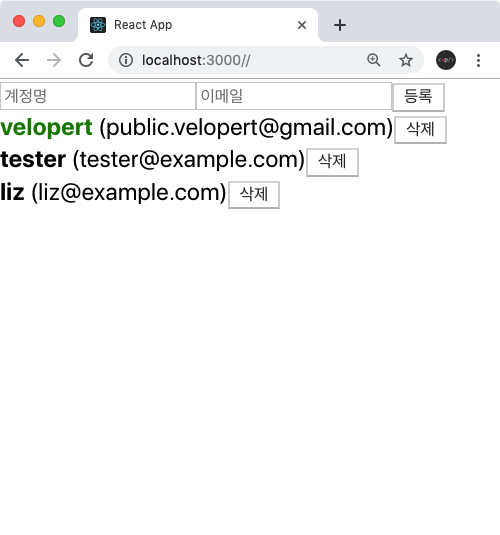 React App
localhost:3000//
계정명 이메일 등록
velopert (public.velopert@gmail.com) 삭제
tester (tester@example.com) 삭제
liz (liz@example.com) 삭제